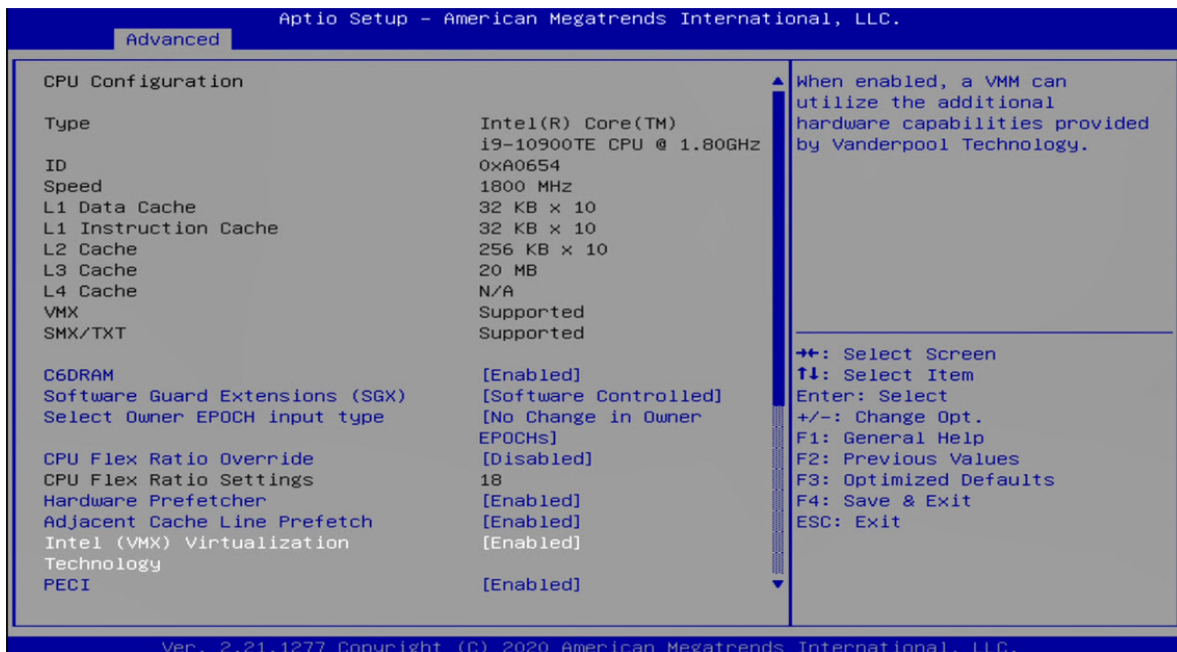 Aptio Setup – American Megatrends International, LLC.
Advanced
CPU Configuration
Type Intel(R) Core(TM)
i9-10900TE CPU @ 1.80GHz
ID 0xA0654
Speed 1800 MHz
L1 Data Cache 32 KB x 10
L1 Instruction Cache 32 KB x 10
L2 Cache 256 KB x 10
L3 Cache 20 MB
L4 Cache N/A
VMX Supported
SMX/TXT Supported
C6DRAM [Enabled]
Software Guard Extensions (SGX) [Software Controlled]
Select Owner EPOCH input type [No Change in Owner
EPOCHs]
CPU Flex Ratio Override [Disabled]
CPU Flex Ratio Settings 18
Hardware Prefetcher [Enabled]
Adjacent Cache Line Prefetch [Enabled]
Intel (VMX) Virtualization [Enabled]
Technology
PECI [Enabled]
When enabled, a VMM can
utilize the additional
hardware capabilities provided
by Vanderpool Technology.
→←: Select Screen
↑↓: Select Item
Enter: Select
+/-: Change Opt.
F1: General Help
F2: Previous Values
F3: Optimized Defaults
F4: Save & Exit
ESC: Exit
Ver. 2.21.1277 Copyright (C) 2020 American Megatrends International, LLC.